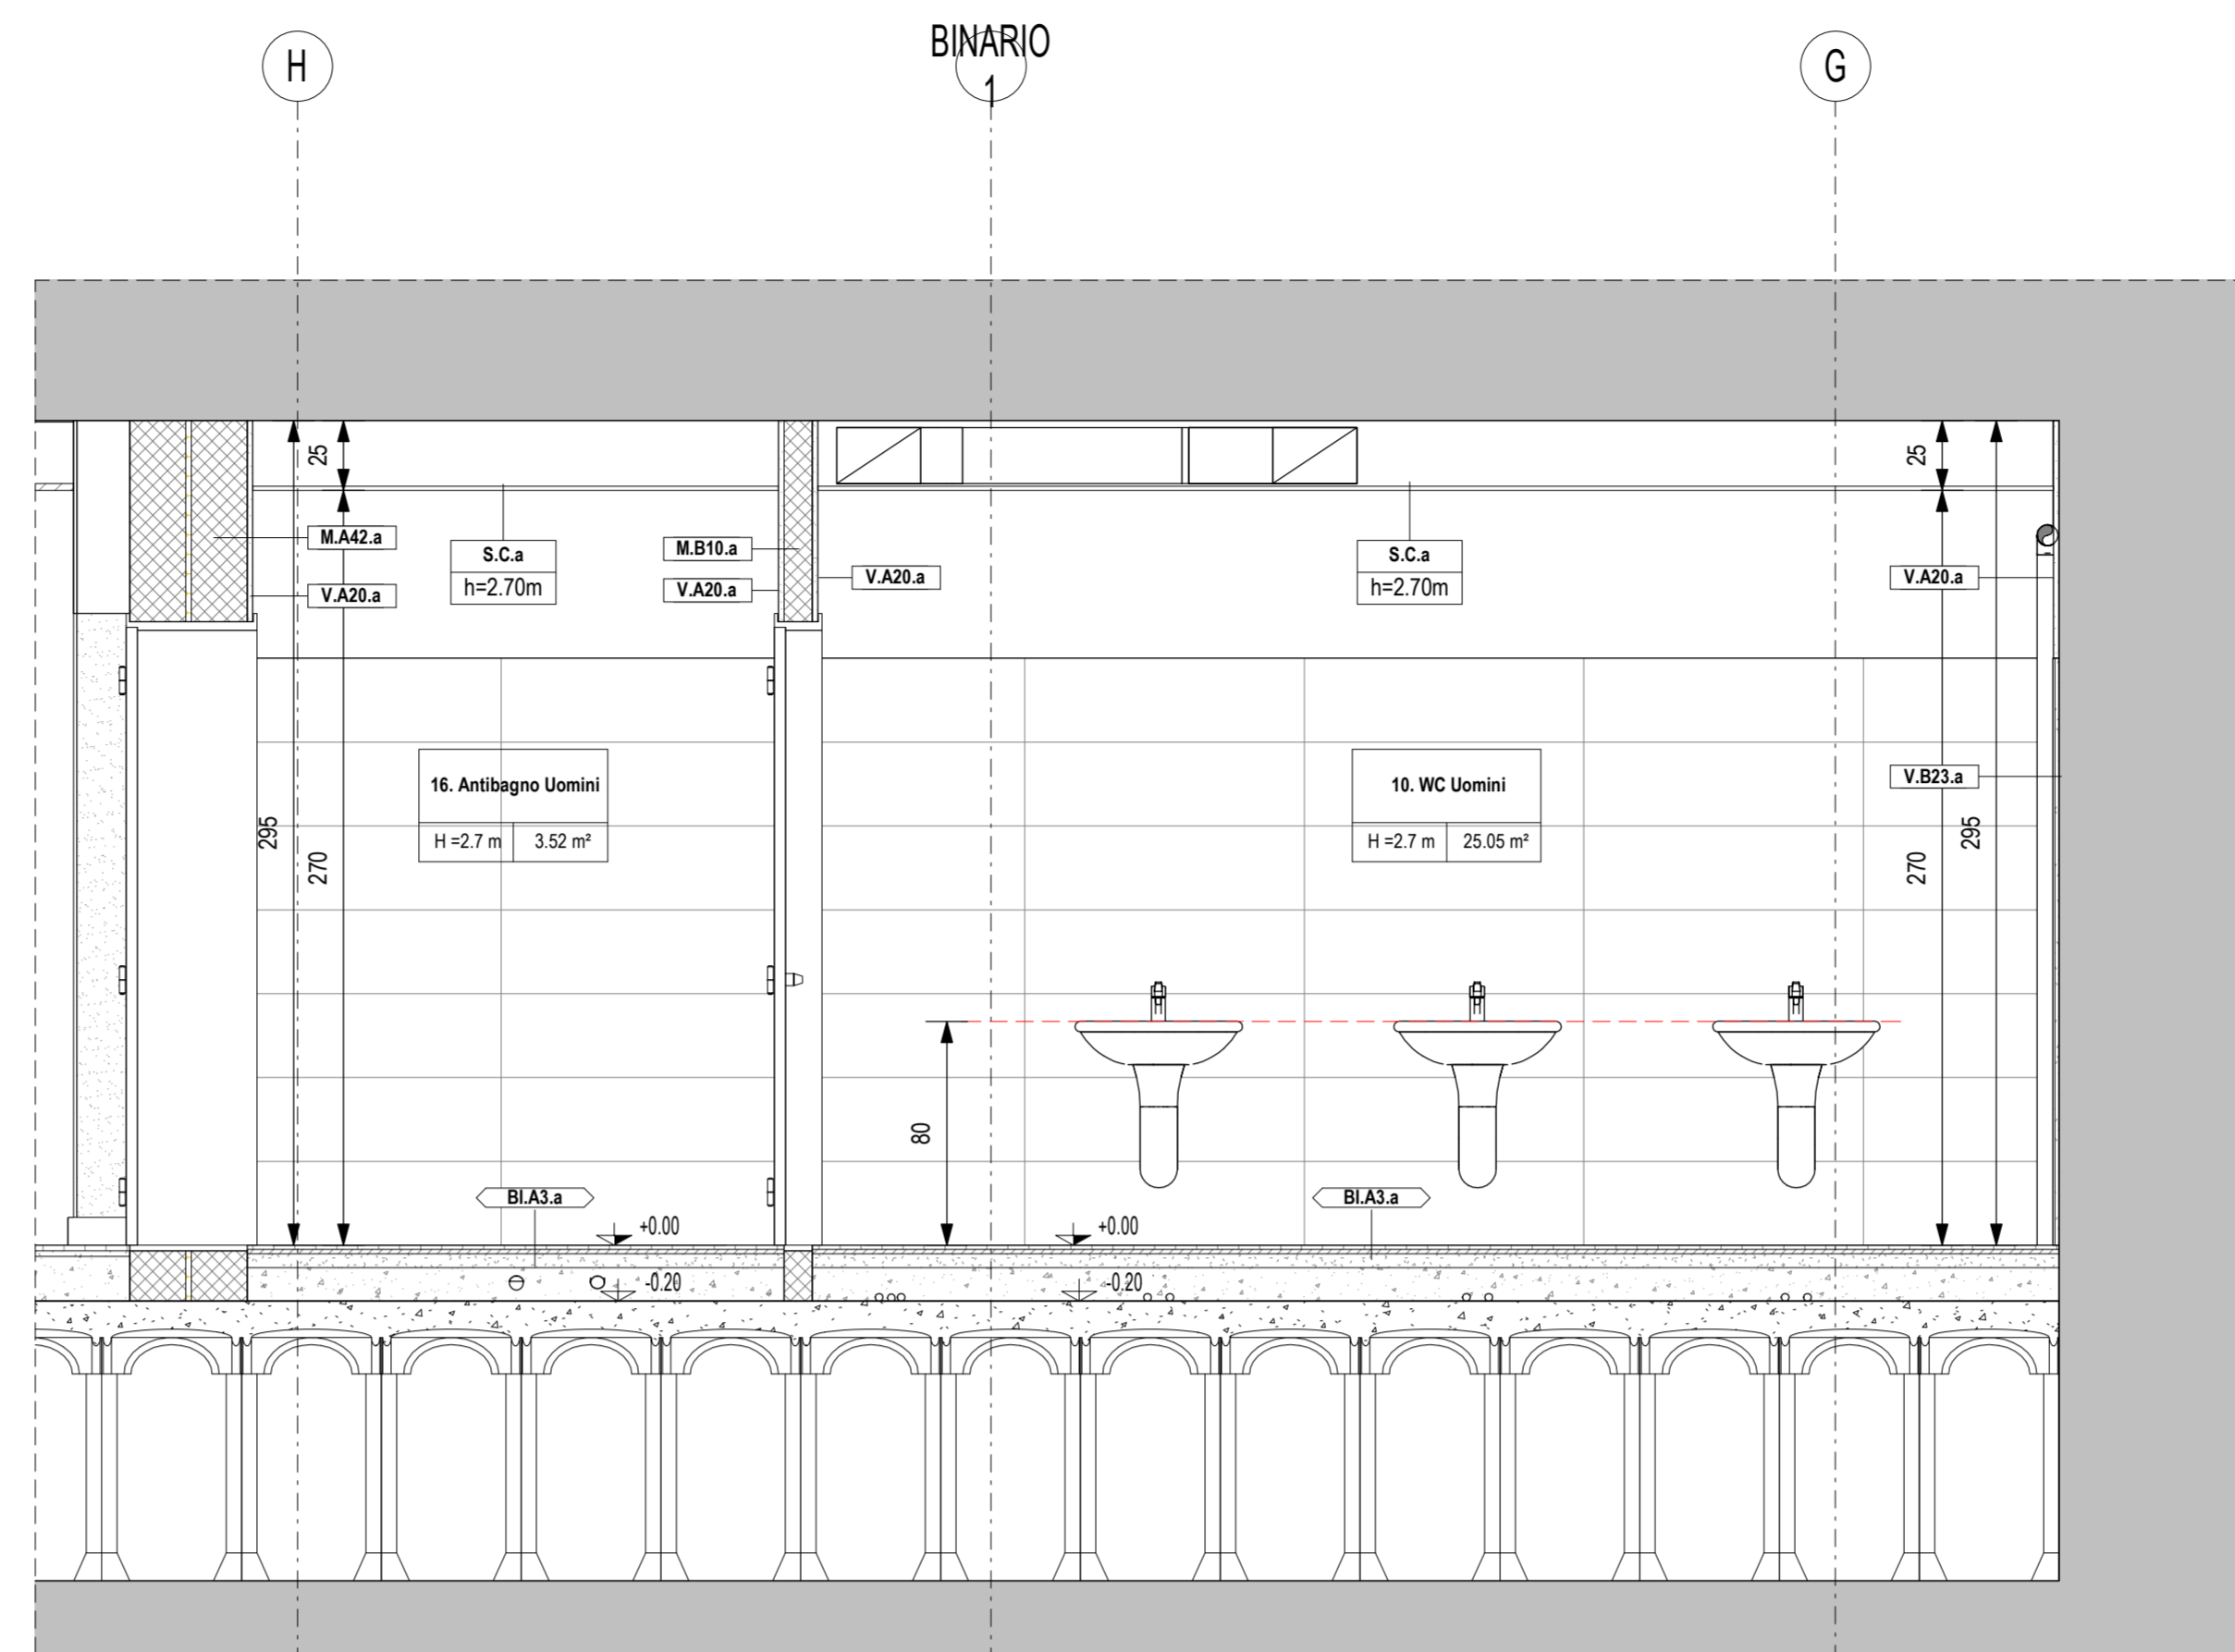 BINARIO
H
1
G
25
25
M.A42.a
S.C.a
h=2.70m
M.B10.a
V.A20.a
V.A20.a
V.A20.a
S.C.a
h=2.70m
V.A20.a
16. Antibagno Uomini
H =2.7 m 3.52 m²
10. WC Uomini
H =2.7 m 25.05 m²
V.B23.a
295
270
270
295
80
BI.A3.a
+0.00
-0.20
BI.A3.a
+0.00
-0.20